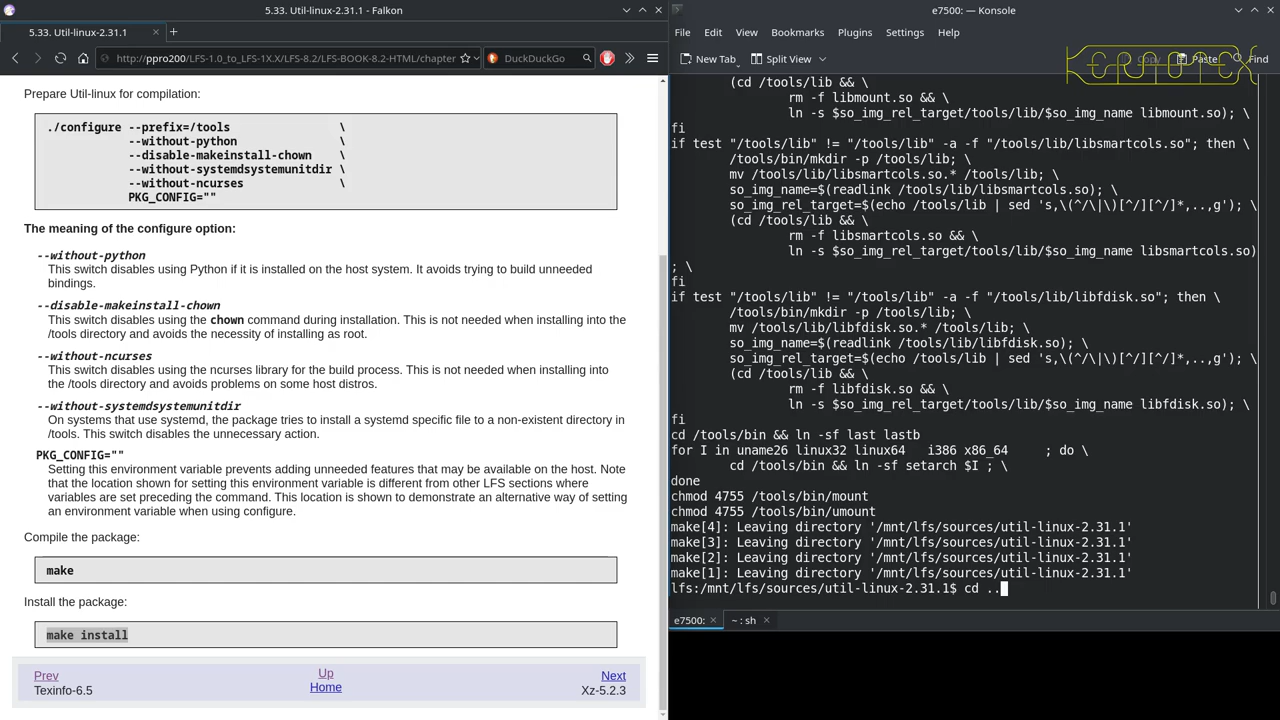 5.33. Util-linux-2.31.1 - Falkon
5.33. Util-linux-2.31.1
http://ppro200/LFS-1.0_to_LFS-1X.X/LFS-8.2/LFS-BOOK-8.2-HTML/chapter
DuckDuckGo
Prepare Util-linux for compilation:
./configure --prefix=/tools \
--without-python \
--disable-makeinstall-chown \
--without-systemdsystemunitdir \
--without-ncurses \
PKG_CONFIG=""
The meaning of the configure option:
--without-python
This switch disables using Python if it is installed on the host system. It avoids trying to build unneeded
bindings.
--disable-makeinstall-chown
This switch disables using the chown command during installation. This is not needed when installing into the
/tools directory and avoids the necessity of installing as root.
--without-ncurses
This switch disables using the ncurses library for the build process. This is not needed when installing into
the /tools directory and avoids problems on some host distros.
--without-systemdsystemunitdir
On systems that use systemd, the package tries to install a systemd specific file to a non-existent directory in
/tools. This switch disables the unnecessary action.
PKG_CONFIG=""
Setting this environment variable prevents adding unneeded features that may be available on the host. Note
that the location shown for setting this environment variable is different from other LFS sections where
variables are set preceding the command. This location is shown to demonstrate an alternative way of setting
an environment variable when using configure.
Compile the package:
make
Install the package:
make install
Prev Up Next
Texinfo-6.5 Home Xz-5.2.3
e7500: — Konsole
File Edit View Bookmarks Plugins Settings Help
New Tab Split View Copy Paste Find
(cd /tools/lib && \
rm -f libmount.so && \
ln -s $so_img_rel_target/tools/lib/$so_img_name libmount.so); \
fi
if test "/tools/lib" != "/tools/lib" -a -f "/tools/lib/libsmartcols.so"; then \
/tools/bin/mkdir -p /tools/lib; \
mv /tools/lib/libsmartcols.so.* /tools/lib; \
so_img_name=$(readlink /tools/lib/libsmartcols.so); \
so_img_rel_target=$(echo /tools/lib | sed 's,\(^/\|\)[^/][^/]*,..,g'); \
(cd /tools/lib && \
rm -f libsmartcols.so && \
ln -s $so_img_rel_target/tools/lib/$so_img_name libsmartcols.so)
; \
fi
if test "/tools/lib" != "/tools/lib" -a -f "/tools/lib/libfdisk.so"; then \
/tools/bin/mkdir -p /tools/lib; \
mv /tools/lib/libfdisk.so.* /tools/lib; \
so_img_name=$(readlink /tools/lib/libfdisk.so); \
so_img_rel_target=$(echo /tools/lib | sed 's,\(^/\|\)[^/][^/]*,..,g'); \
(cd /tools/lib && \
rm -f libfdisk.so && \
ln -s $so_img_rel_target/tools/lib/$so_img_name libfdisk.so); \
fi
cd /tools/bin && ln -sf last lastb
for I in uname26 linux32 linux64 i386 x86_64 ; do \
cd /tools/bin && ln -sf setarch $I ; \
done
chmod 4755 /tools/bin/mount
chmod 4755 /tools/bin/umount
make[4]: Leaving directory '/mnt/lfs/sources/util-linux-2.31.1'
make[3]: Leaving directory '/mnt/lfs/sources/util-linux-2.31.1'
make[2]: Leaving directory '/mnt/lfs/sources/util-linux-2.31.1'
make[1]: Leaving directory '/mnt/lfs/sources/util-linux-2.31.1'
lfs:/mnt/lfs/sources/util-linux-2.31.1$ cd ..
e7500: ~ : sh